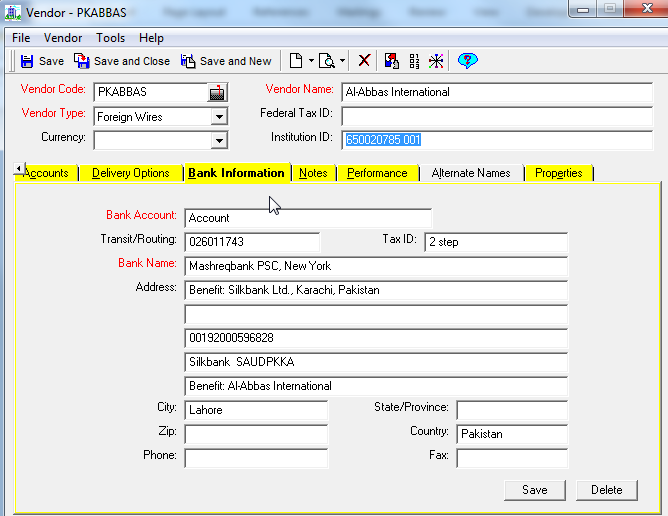 Vendor - PKABBAS
File Vendor Tools Help
Save Save and Close Save and New
Vendor Code: PKABBAS Vendor Name: Al-Abbas International
Vendor Type: Foreign Wires Federal Tax ID:
Currency: Institution ID: 650020785 001
Accounts Delivery Options Bank Information Notes Performance Alternate Names Properties
Bank Account: Account
Transit/Routing: 026011743 Tax ID: 2 step
Bank Name: Mashreqbank PSC, New York
Address: Benefit: Silkbank Ltd., Karachi, Pakistan
00192000596828
Silkbank SAUDPKKA
Benefit: Al-Abbas International
City: Lahore State/Province:
Zip: Country: Pakistan
Phone: Fax:
Save Delete